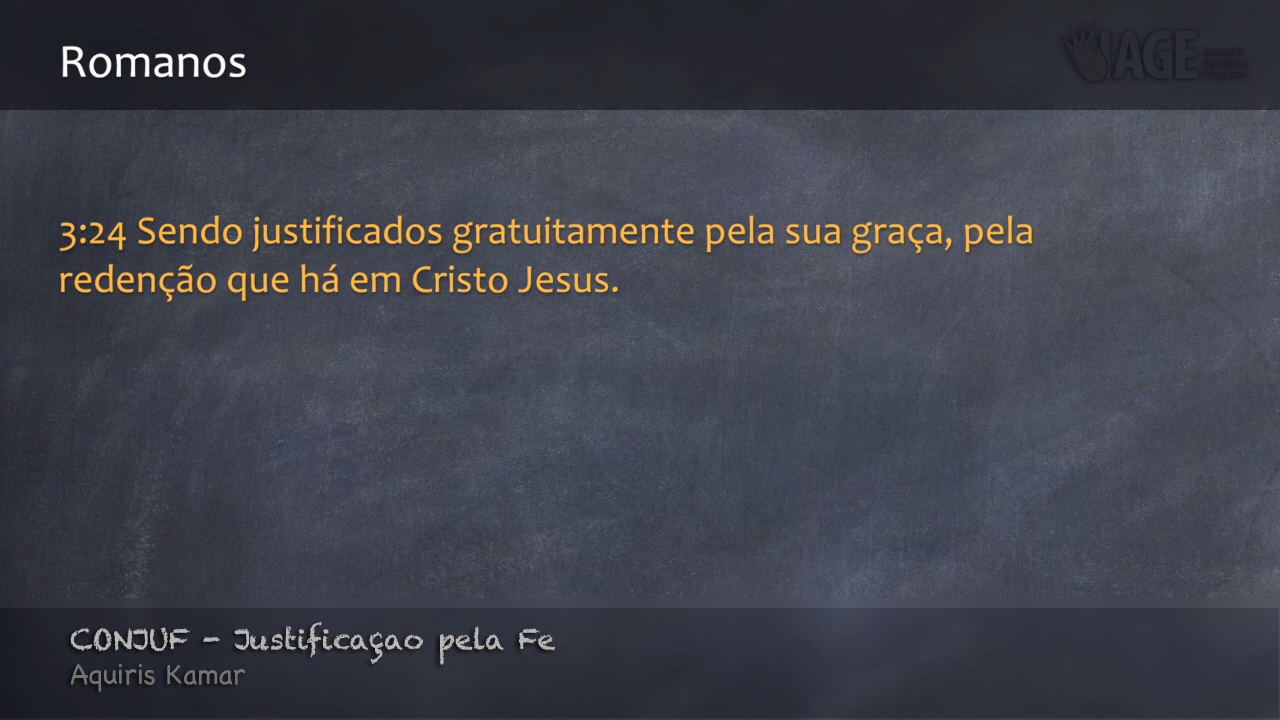 Romanos
IAGE
3:24 Sendo justificados gratuitamente pela sua graça, pela
redenção que há em Cristo Jesus.
CONJUF - Justificaçao pela Fe
Aquiris Kamar